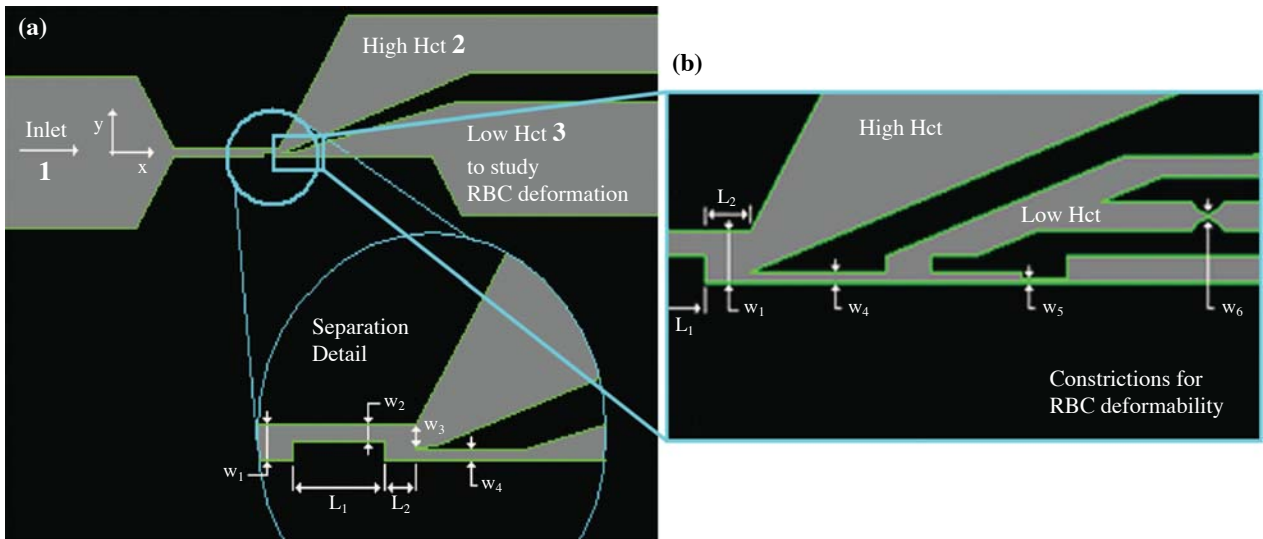 (a)
High Hct 2
Inlet
1
y
x
Low Hct 3
to study
RBC deformation
Separation
Detail
w2
w3
w1
w4
L1
L2
(b)
High Hct
L2
Low Hct
L1
w1
w4
w5
w6
Constrictions for
RBC deformability